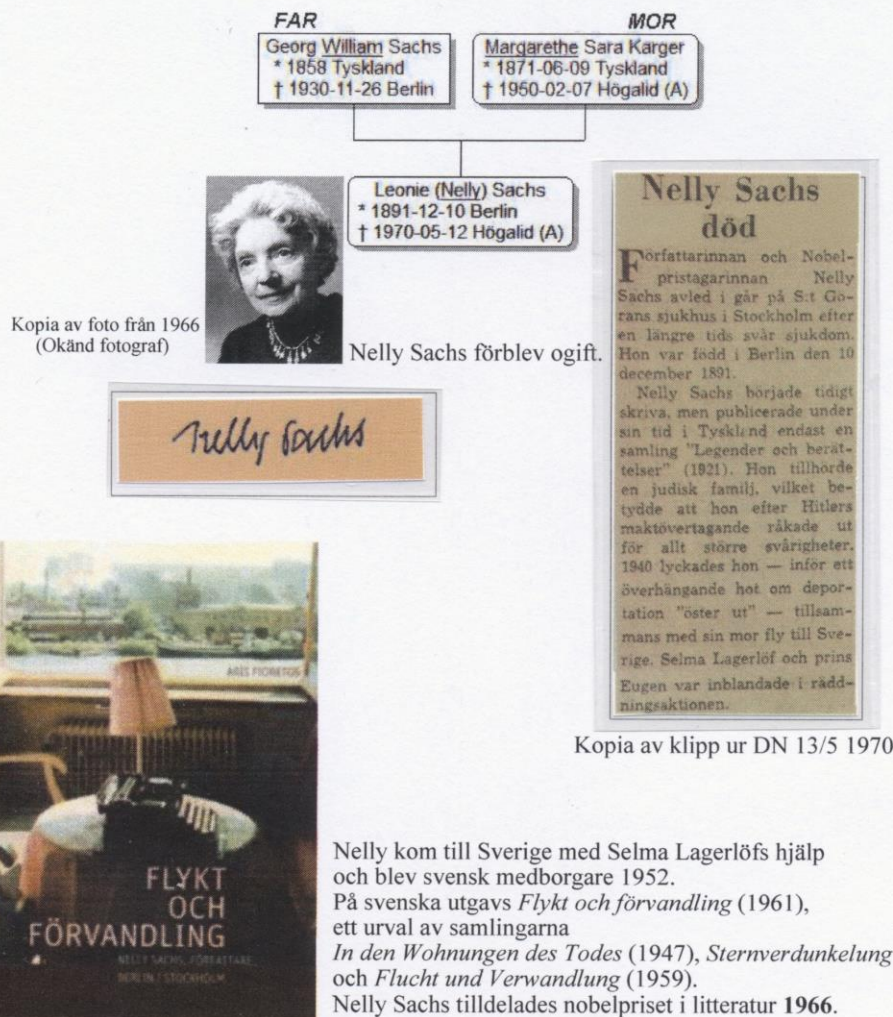 FAR
MOR
Georg William Sachs
* 1858 Tyskland
† 1930-11-26 Berlin
Margarethe Sara Karger
* 1871-06-09 Tyskland
† 1950-02-07 Högalid (A)
Leonie (Nelly) Sachs
* 1891-12-10 Berlin
† 1970-05-12 Högalid (A)
Kopia av foto från 1966
(Okänd fotograf)
Nelly Sachs förblev ogift.
Nelly Sachs
Nelly Sachs
död
Författarinnan och Nobel-
pristagarinnan Nelly
Sachs avled i går på S:t Gö-
rans sjukhus i Stockholm efter
en längre tids svår sjukdom.
Hon var född i Berlin den 10
december 1891.
Nelly Sachs började tidigt
skriva, men publicerade under
sin tid i Tyskland endast en
samling "Legender och berät-
telser" (1921). Hon tillhörde
en judisk familj, vilket be-
tydde att hon efter Hitlers
maktövertagande råkade ut
för allt större svårigheter.
1940 lyckades hon — inför ett
överhängande hot om depor-
tation "öster ut" — tillsam-
mans med sin mor fly till Sve-
rige. Selma Lagerlöf och prins
Eugen var inblandade i rädd-
ningsaktionen.
Kopia av klipp ur DN 13/5 1970
ARIS FIORETOS
FLYKT
OCH
FÖRVANDLING
NELLY SACHS, FÖRFATTARE,
BERLIN / STOCKHOLM
Nelly kom till Sverige med Selma Lagerlöfs hjälp
och blev svensk medborgare 1952.
På svenska utgavs Flykt och förvandling (1961),
ett urval av samlingarna
In den Wohnungen des Todes (1947), Sternverdunkelung
och Flucht und Verwandlung (1959).
Nelly Sachs tilldelades nobelpriset i litteratur 1966.